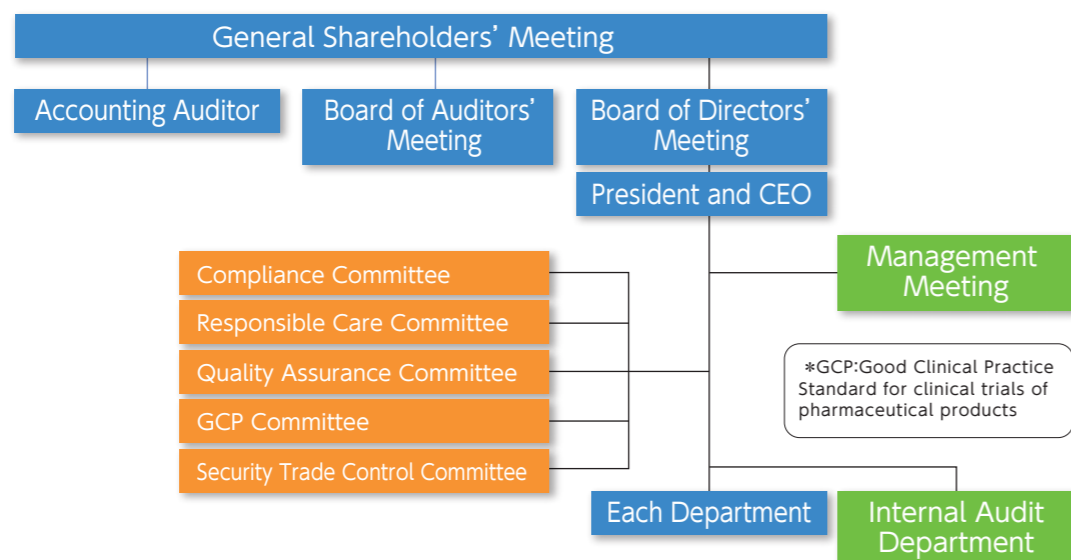 General Shareholders’ Meeting
Accounting Auditor
Board of Auditors’
Meeting
Board of Directors’
Meeting
President and CEO
Management
Meeting
Compliance Committee
Responsible Care Committee
Quality Assurance Committee
GCP Committee
Security Trade Control Committee
*GCP:Good Clinical Practice
Standard for clinical trials of
pharmaceutical products
Each Department
Internal Audit
Department